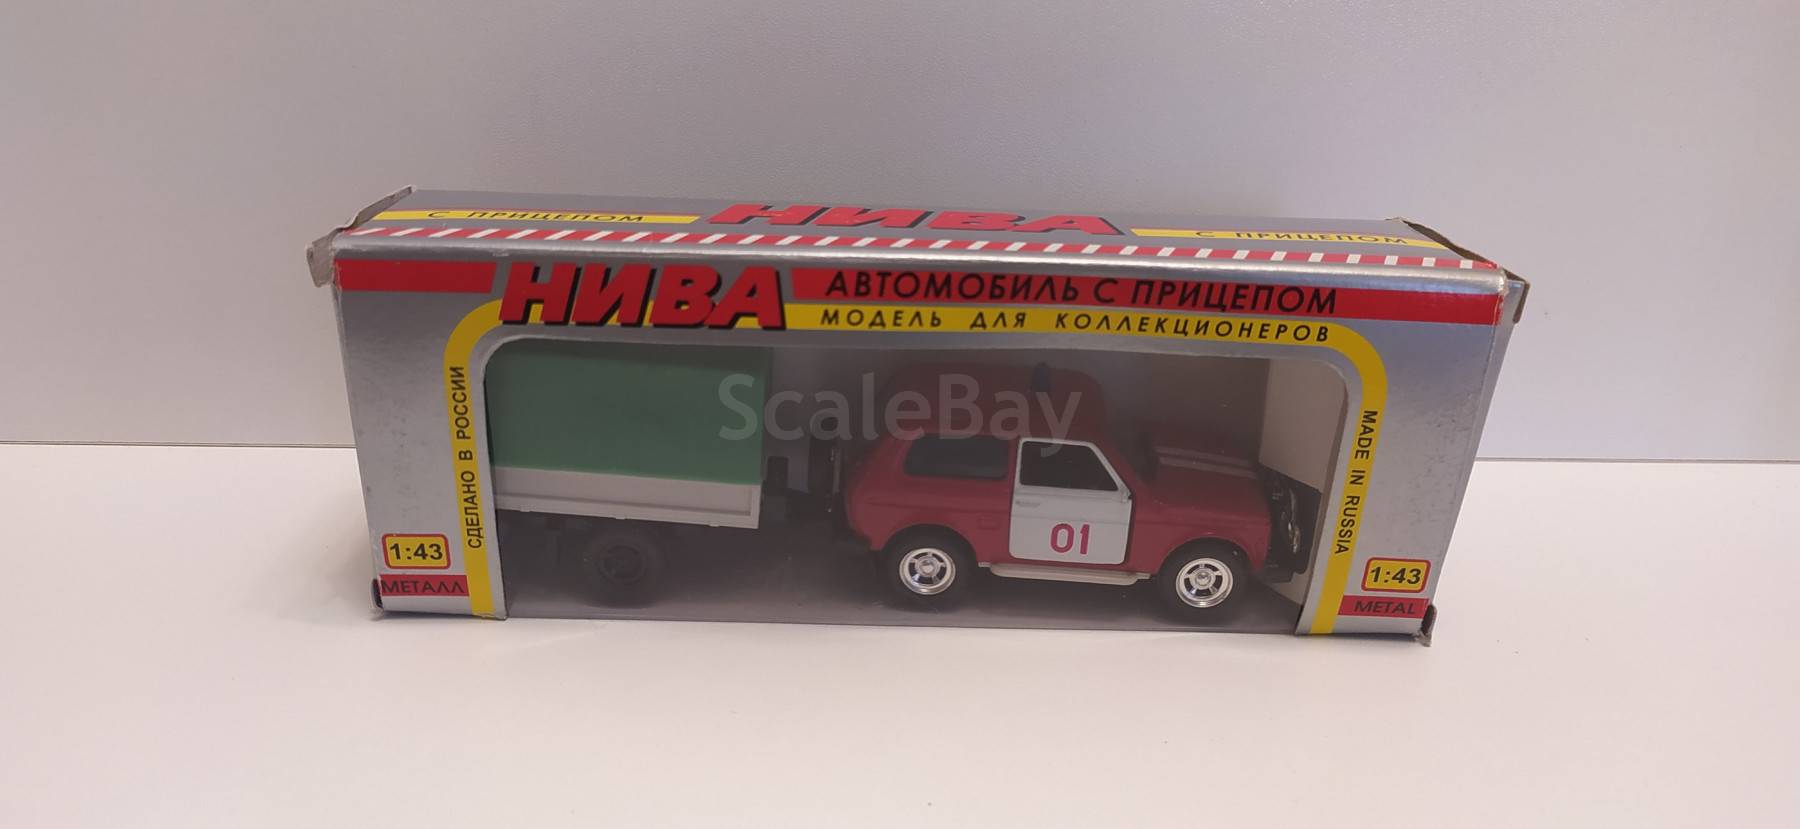 С ПРИЦЕПОМ
НИВА
С ПРИЦЕПОМ
НИВА
АВТОМОБИЛЬ С ПРИЦЕПОМ
МОДЕЛЬ ДЛЯ КОЛЛЕКЦИОНЕРОВ
СДЕЛАНО В РОССИИ
MADE IN RUSSIA
ScaleBay
01
1:43
МЕТАЛЛ
1:43
METAL